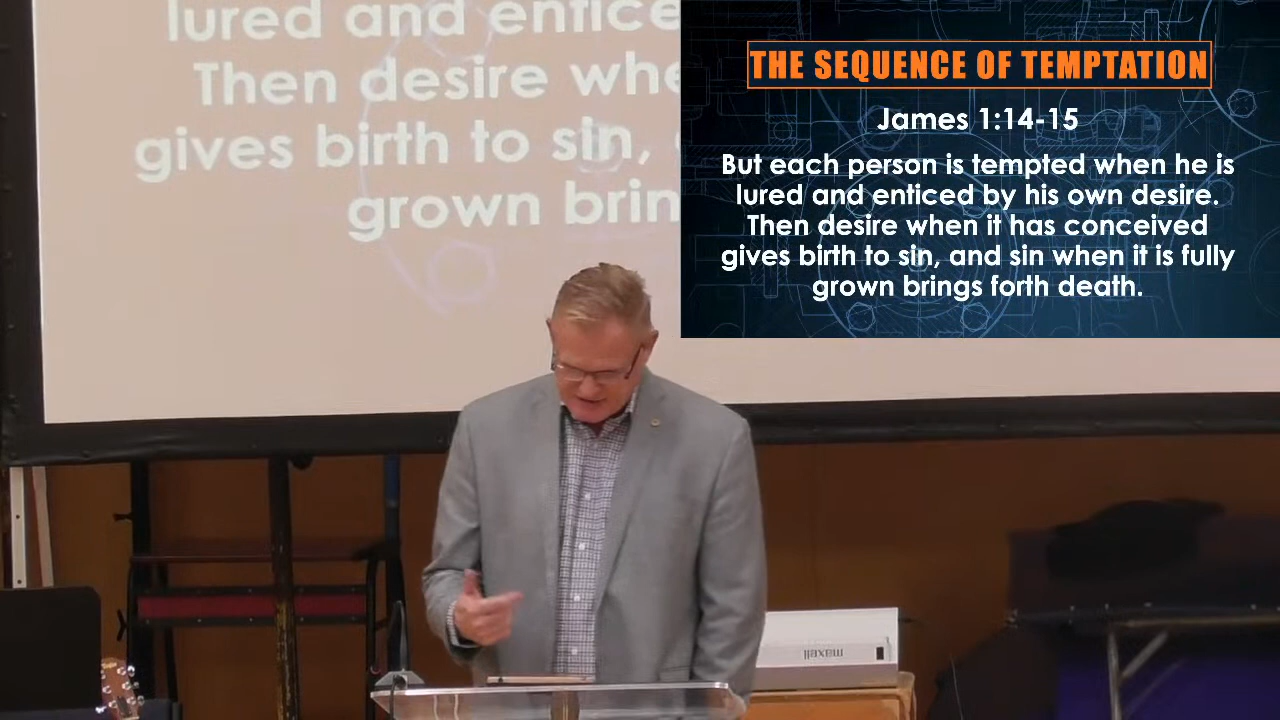 lured and entice
Then desire whe
gives birth to sin,
grown brin
THE SEQUENCE OF TEMPTATION
James 1:14-15
But each person is tempted when he is
lured and enticed by his own desire.
Then desire when it has conceived
gives birth to sin, and sin when it is fully
grown brings forth death.
maxell